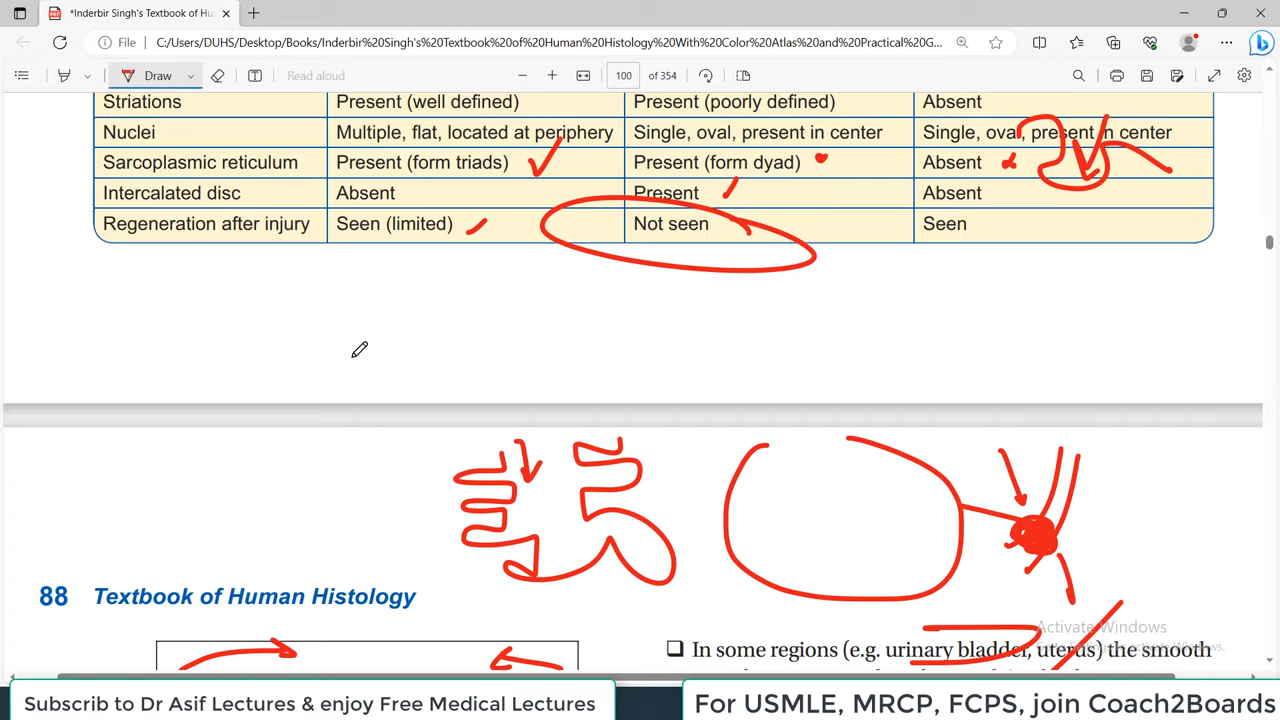 *Inderbir Singh's Textbook of Hu
File C:/Users/DUHS/Desktop/Books/Inderbir%20Singh's%20Textbook%20of%20Human%20Histology%20With%20Color%20Atlas%20and%20Practical%20G...
Draw Read aloud 100 of 354
Striations Present (well defined) Present (poorly defined) Absent
Nuclei Multiple, flat, located at periphery Single, oval, present in center Single, oval, present in center
Sarcoplasmic reticulum Present (form triads) Present (form dyad) Absent
Intercalated disc Absent Present Absent
Regeneration after injury Seen (limited) Not seen Seen
88 Textbook of Human Histology
Activate Windows
In some regions (e.g. urinary bladder, uterus) the smooth
Subscrib to Dr Asif Lectures & enjoy Free Medical Lectures
For USMLE, MRCP, FCPS, join Coach2Boards